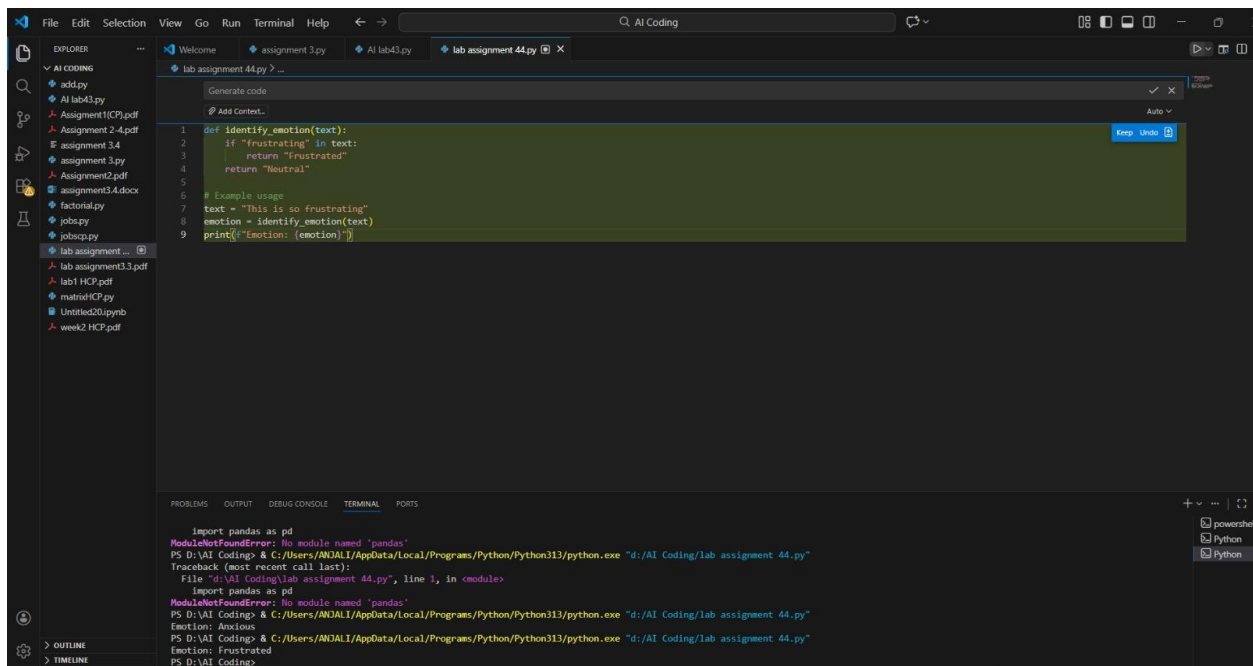 File Edit Selection View Go Run Terminal Help
AI Coding
EXPLORER
Welcome
assignment 3.py
AI lab43.py
lab assignment 44.py
AI CODING
add.py
AI lab43.py
Assigment1(CP).pdf
Assignment 2-4.pdf
assignment 3.4
assignment 3.py
Assignment2.pdf
assignment3.4.docx
factorial.py
jobs.py
jobscp.py
lab assignment ...
lab assignment3.3.pdf
lab1 HCP.pdf
matrixHCP.py
Untitled20.ipynb
week2 HCP.pdf
OUTLINE
TIMELINE
lab assignment 44.py > ...
Generate code
Add Context...
Auto
Keep Undo
1 def identify_emotion(text):
2 if "frustrating" in text:
3 return "Frustrated"
4 return "Neutral"
5
6 # Example usage
7 text = "This is so frustrating"
8 emotion = identify_emotion(text)
9 print(f"Emotion: {emotion}")
PROBLEMS OUTPUT DEBUG CONSOLE TERMINAL PORTS
import pandas as pd
ModuleNotFoundError: No module named 'pandas'
PS D:\AI Coding> & C:/Users/ANJALI/AppData/Local/Programs/Python/Python313/python.exe "d:/AI Coding/lab assignment 44.py"
Traceback (most recent call last):
File "d:\AI Coding\lab assignment 44.py", line 1, in <module>
import pandas as pd
ModuleNotFoundError: No module named 'pandas'
PS D:\AI Coding> & C:/Users/ANJALI/AppData/Local/Programs/Python/Python313/python.exe "d:/AI Coding/lab assignment 44.py"
Emotion: Anxious
PS D:\AI Coding> & C:/Users/ANJALI/AppData/Local/Programs/Python/Python313/python.exe "d:/AI Coding/lab assignment 44.py"
Emotion: Frustrated
PS D:\AI Coding>
powershe
Python
Python